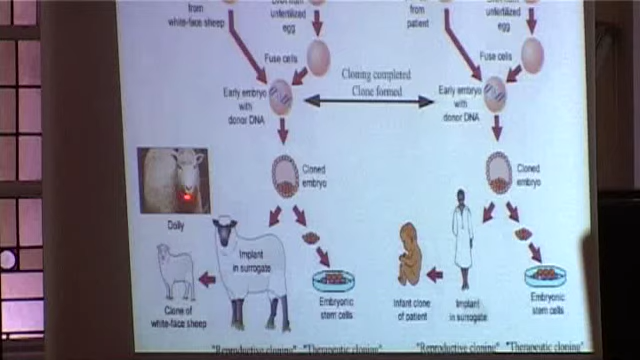 from
white-face sheep
unfertilized
egg
from
patient
unfertilized
egg
Fuse cells
Fuse cells
Cloning completed
Clone formed
Early embryo
with
donor DNA
Early embryo
with
donor DNA
Cloned
embryo
Cloned
embryo
Dolly
Implant
in surrogate
Clone of
white-face sheep
Embryonic
stem cells
Infant clone
of patient
Implant
in surrogate
Embryonic
stem cells
"Reproductive cloning" "Therapeutic cloning"
"Reproductive cloning" "Therapeutic cloning"